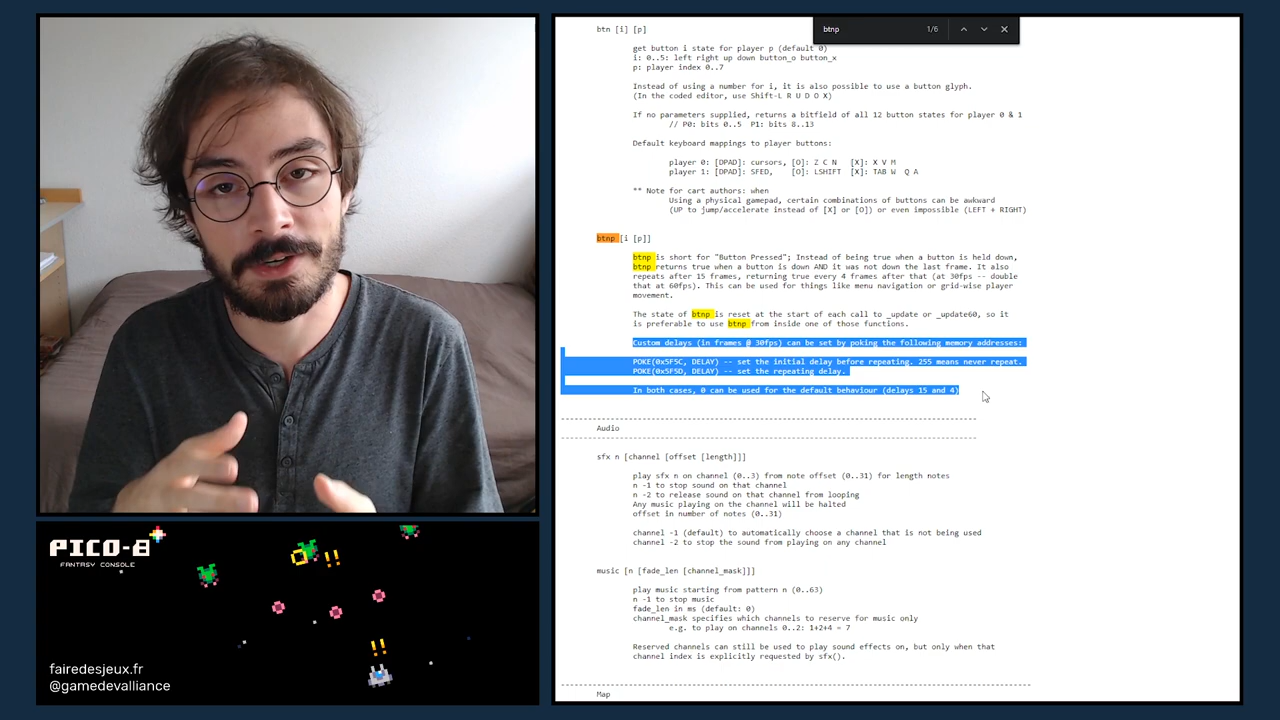 btn [i] [p]
btnp
1/6
get button i state for player p (default 0)
i: 0..5: left right up down button_o button_x
p: player index 0..7
Instead of using a number for i, it is also possible to use a button glyph.
(In the coded editor, use Shift-L R U D O X)
If no parameters supplied, returns a bitfield of all 12 button states for player 0 & 1
// P0: bits 0..5  P1: bits 8..13
Default keyboard mappings to player buttons:
player 0: [DPAD]: cursors, [O]: Z C N   [X]: X V M
player 1: [DPAD]: SFED,    [O]: LSHIFT  [X]: TAB W  Q A
** Note for cart authors: when
Using a physical gamepad, certain combinations of buttons can be awkward
(UP to jump/accelerate instead of [X] or [O]) or even impossible (LEFT + RIGHT)
btnp [i [p]]
btnp is short for "Button Pressed"; Instead of being true when a button is held down,
btnp returns true when a button is down AND it was not down the last frame. It also
repeats after 15 frames, returning true every 4 frames after that (at 30fps -- double
that at 60fps). This can be used for things like menu navigation or grid-wise player
movement.
The state of btnp is reset at the start of each call to _update or _update60, so it
is preferable to use btnp from inside one of those functions.
Custom delays (in frames @ 30fps) can be set by poking the following memory addresses:
POKE(0x5F5C, DELAY) -- set the initial delay before repeating. 255 means never repeat.
POKE(0x5F5D, DELAY) -- set the repeating delay.
In both cases, 0 can be used for the default behaviour (delays 15 and 4)
Audio
sfx n [channel [offset [length]]]
play sfx n on channel (0..3) from note offset (0..31) for length notes
n -1 to stop sound on that channel
n -2 to release sound on that channel from looping
Any music playing on the channel will be halted
offset in number of notes (0..31)
channel -1 (default) to automatically choose a channel that is not being used
channel -2 to stop the sound from playing on any channel
music [n [fade_len [channel_mask]]]
play music starting from pattern n (0..63)
n -1 to stop music
fade_len in ms (default: 0)
channel_mask specifies which channels to reserve for music only
e.g. to play on channels 0..2: 1+2+4 = 7
Reserved channels can still be used to play sound effects on, but only when that
channel index is explicitly requested by sfx().
Map
PICO-8
FANTASY CONSOLE
!!
!!
fairedesjeux.fr
@gamedevalliance